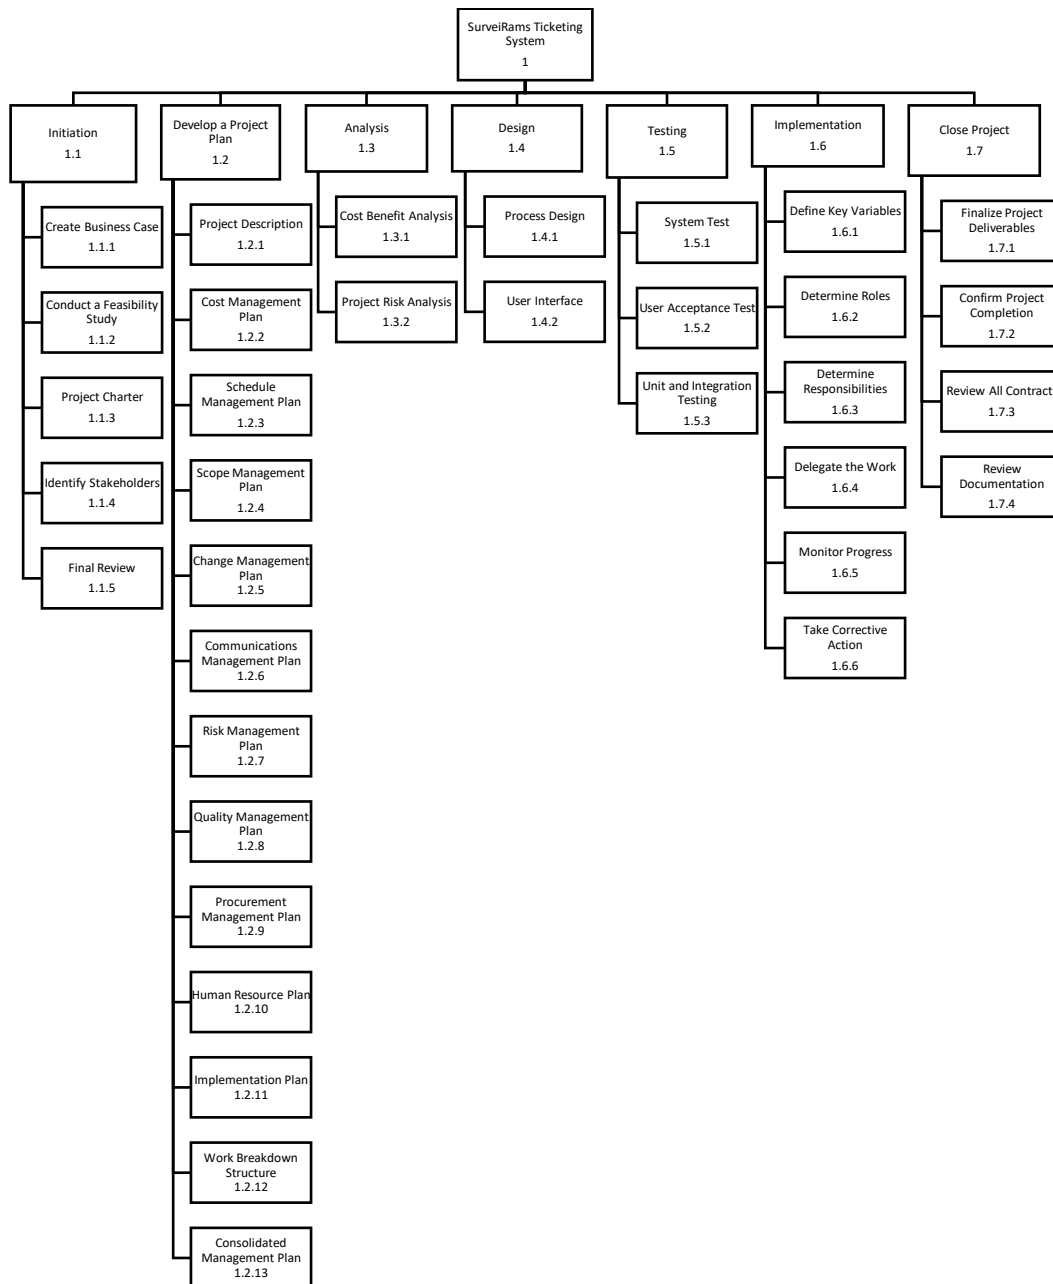 SurveiRams Ticketing
System
1
Initiation
1.1
Develop a Project
Plan
1.2
Analysis
1.3
Design
1.4
Testing
1.5
Implementation
1.6
Close Project
1.7
Create Business Case
1.1.1
Conduct a Feasibility
Study
1.1.2
Project Charter
1.1.3
Identify Stakeholders
1.1.4
Final Review
1.1.5
Project Description
1.2.1
Cost Management
Plan
1.2.2
Schedule
Management Plan
1.2.3
Scope Management
Plan
1.2.4
Change Management
Plan
1.2.5
Communications
Management Plan
1.2.6
Risk Management
Plan
1.2.7
Quality Management
Plan
1.2.8
Procurement
Management Plan
1.2.9
Human Resource Plan
1.2.10
Implementation Plan
1.2.11
Work Breakdown
Structure
1.2.12
Consolidated
Management Plan
1.2.13
Cost Benefit Analysis
1.3.1
Project Risk Analysis
1.3.2
Process Design
1.4.1
User Interface
1.4.2
System Test
1.5.1
User Acceptance Test
1.5.2
Unit and Integration
Testing
1.5.3
Define Key Variables
1.6.1
Determine Roles
1.6.2
Determine
Responsibilities
1.6.3
Delegate the Work
1.6.4
Monitor Progress
1.6.5
Take Corrective
Action
1.6.6
Finalize Project
Deliverables
1.7.1
Confirm Project
Completion
1.7.2
Review All Contract
1.7.3
Review
Documentation
1.7.4